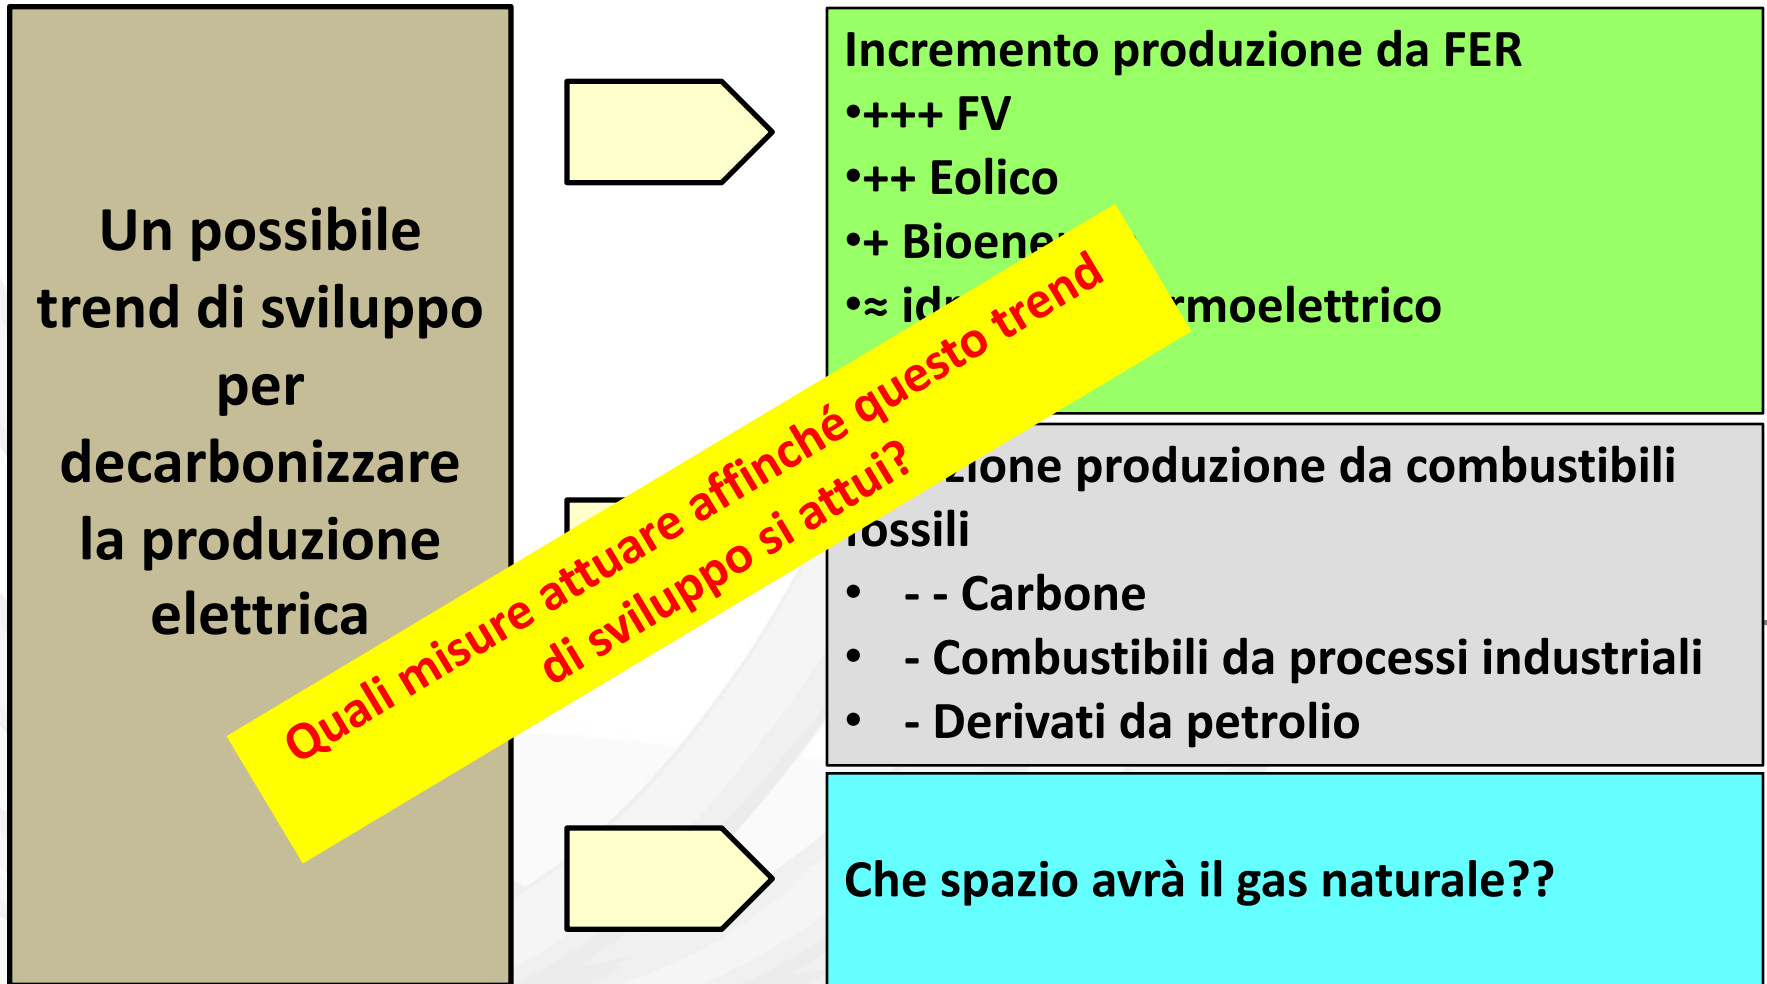 Un possibile
trend di sviluppo
per
decarbonizzare
la produzione
elettrica
Incremento produzione da FER
•+++ FV
•++ Eolico
•+ Bioene
•≈ id rmoelettrico
Quali misure attuare affinché questo trend
di sviluppo si attui?
zione produzione da combustibili
fossili
• - - Carbone
• - Combustibili da processi industriali
• - Derivati da petrolio
Che spazio avrà il gas naturale??